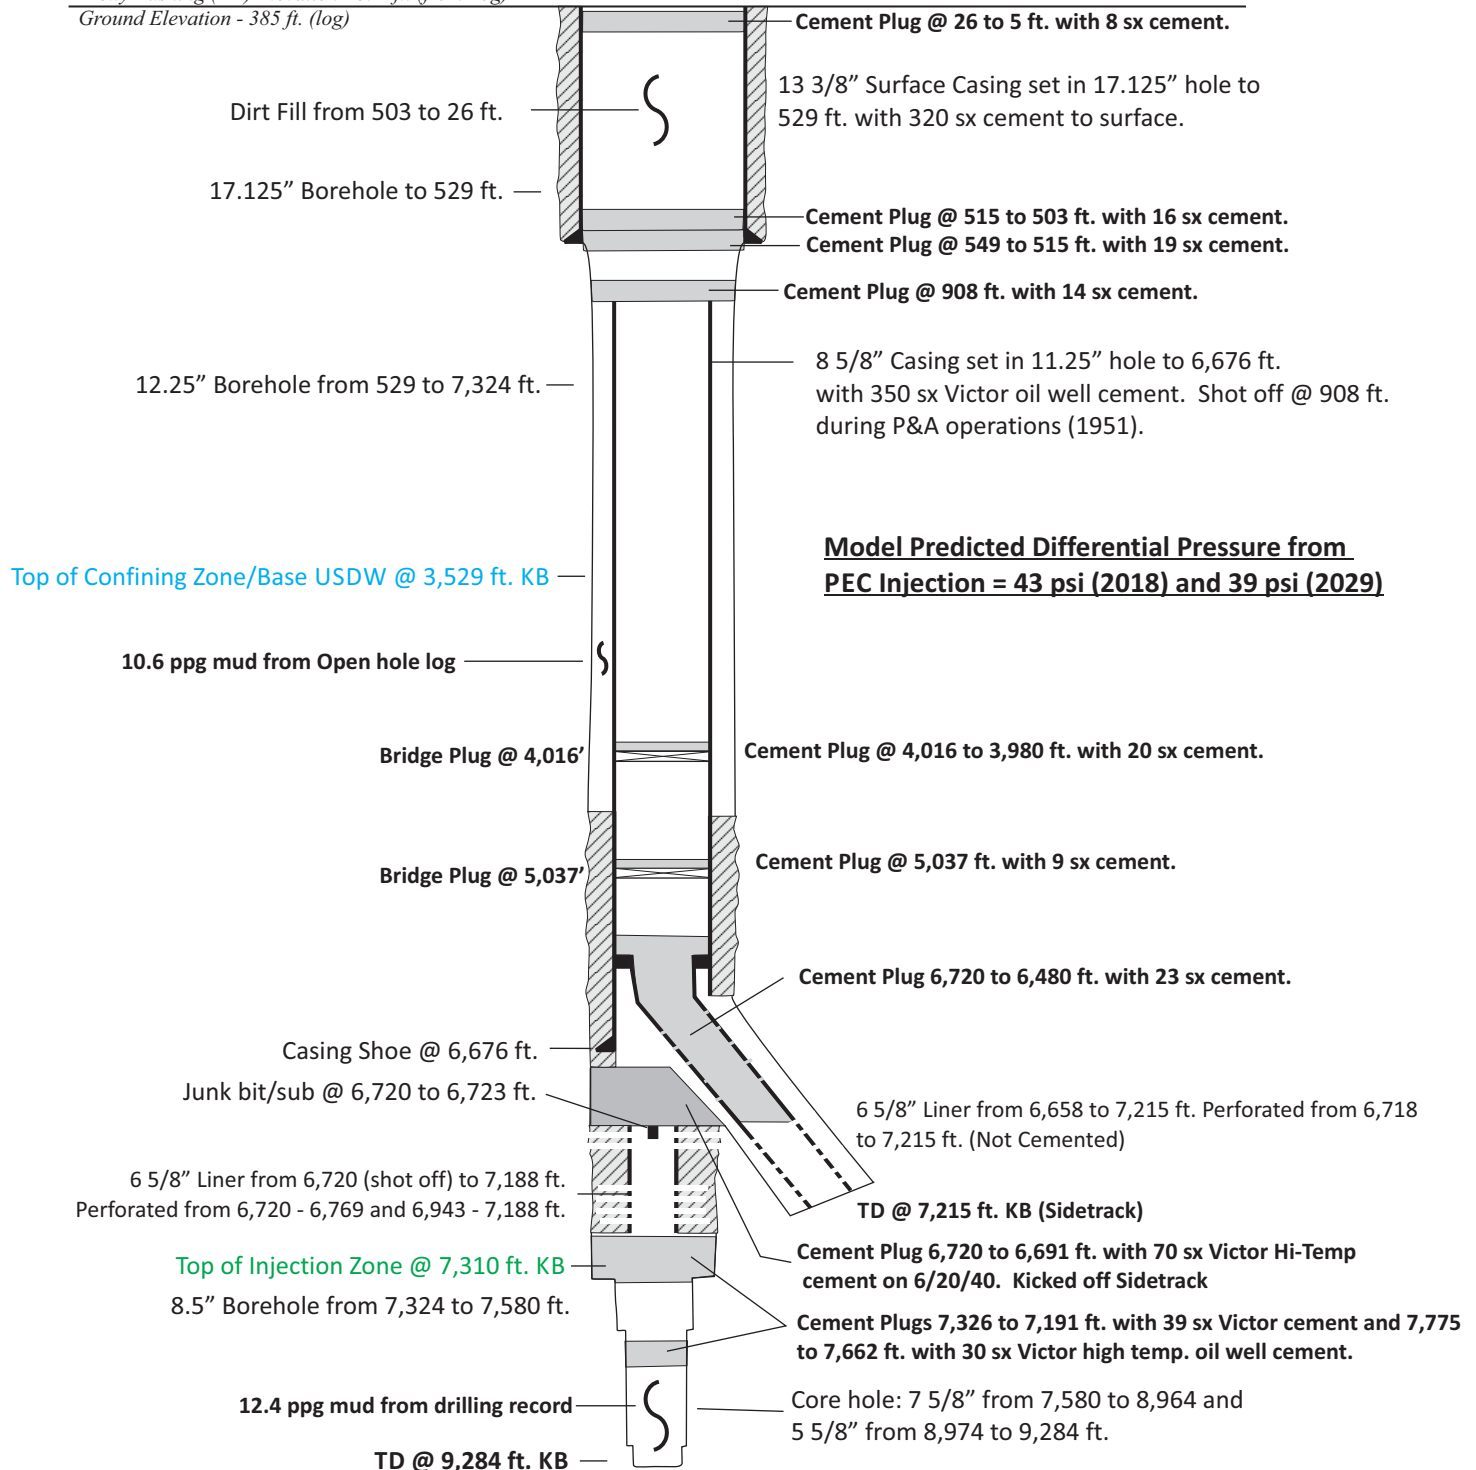 Ground Elevation - 385 ft. (log)
Cement Plug @ 26 to 5 ft. with 8 sx cement.
Dirt Fill from 503 to 26 ft.
13 3/8” Surface Casing set in 17.125” hole to
529 ft. with 320 sx cement to surface.
17.125” Borehole to 529 ft.
Cement Plug @ 515 to 503 ft. with 16 sx cement.
Cement Plug @ 549 to 515 ft. with 19 sx cement.
Cement Plug @ 908 ft. with 14 sx cement.
12.25” Borehole from 529 to 7,324 ft.
8 5/8” Casing set in 11.25” hole to 6,676 ft.
with 350 sx Victor oil well cement. Shot off @ 908 ft.
during P&A operations (1951).
Model Predicted Differential Pressure from
PEC Injection = 43 psi (2018) and 39 psi (2029)
Top of Confining Zone/Base USDW @ 3,529 ft. KB
10.6 ppg mud from Open hole log
Bridge Plug @ 4,016’
Cement Plug @ 4,016 to 3,980 ft. with 20 sx cement.
Bridge Plug @ 5,037’
Cement Plug @ 5,037 ft. with 9 sx cement.
Cement Plug 6,720 to 6,480 ft. with 23 sx cement.
Casing Shoe @ 6,676 ft.
Junk bit/sub @ 6,720 to 6,723 ft.
6 5/8” Liner from 6,658 to 7,215 ft. Perforated from 6,718
to 7,215 ft. (Not Cemented)
6 5/8” Liner from 6,720 (shot off) to 7,188 ft.
Perforated from 6,720 - 6,769 and 6,943 - 7,188 ft.
TD @ 7,215 ft. KB (Sidetrack)
Cement Plug 6,720 to 6,691 ft. with 70 sx Victor Hi-Temp
cement on 6/20/40. Kicked off Sidetrack
Top of Injection Zone @ 7,310 ft. KB
8.5” Borehole from 7,324 to 7,580 ft.
Cement Plugs 7,326 to 7,191 ft. with 39 sx Victor cement and 7,775
to 7,662 ft. with 30 sx Victor high temp. oil well cement.
12.4 ppg mud from drilling record
Core hole: 7 5/8” from 7,580 to 8,964 and
5 5/8” from 8,974 to 9,284 ft.
TD @ 9,284 ft. KB